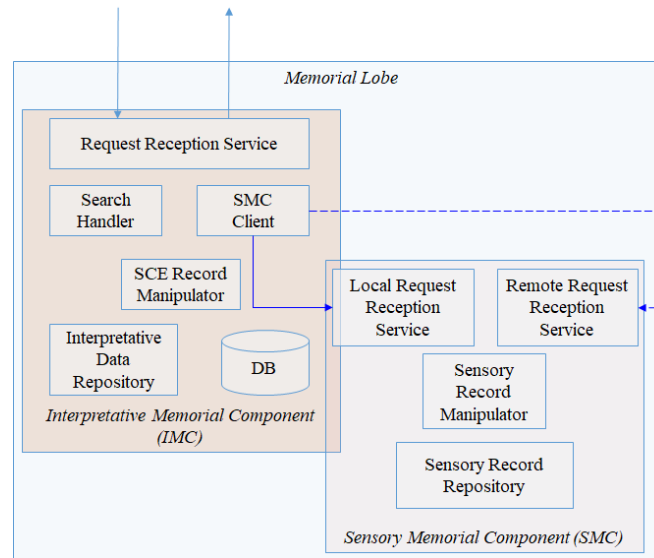 Memorial Lobe
Request Reception Service
Search
Handler
SMC
Client
SCE Record
Manipulator
Local Request
Reception
Service
Remote Request
Reception
Service
Interpretative
Data
Repository
DB
Sensory
Record
Manipulator
Interpretative Memorial Component
(IMC)
Sensory Record
Repository
Sensory Memorial Component (SMC)